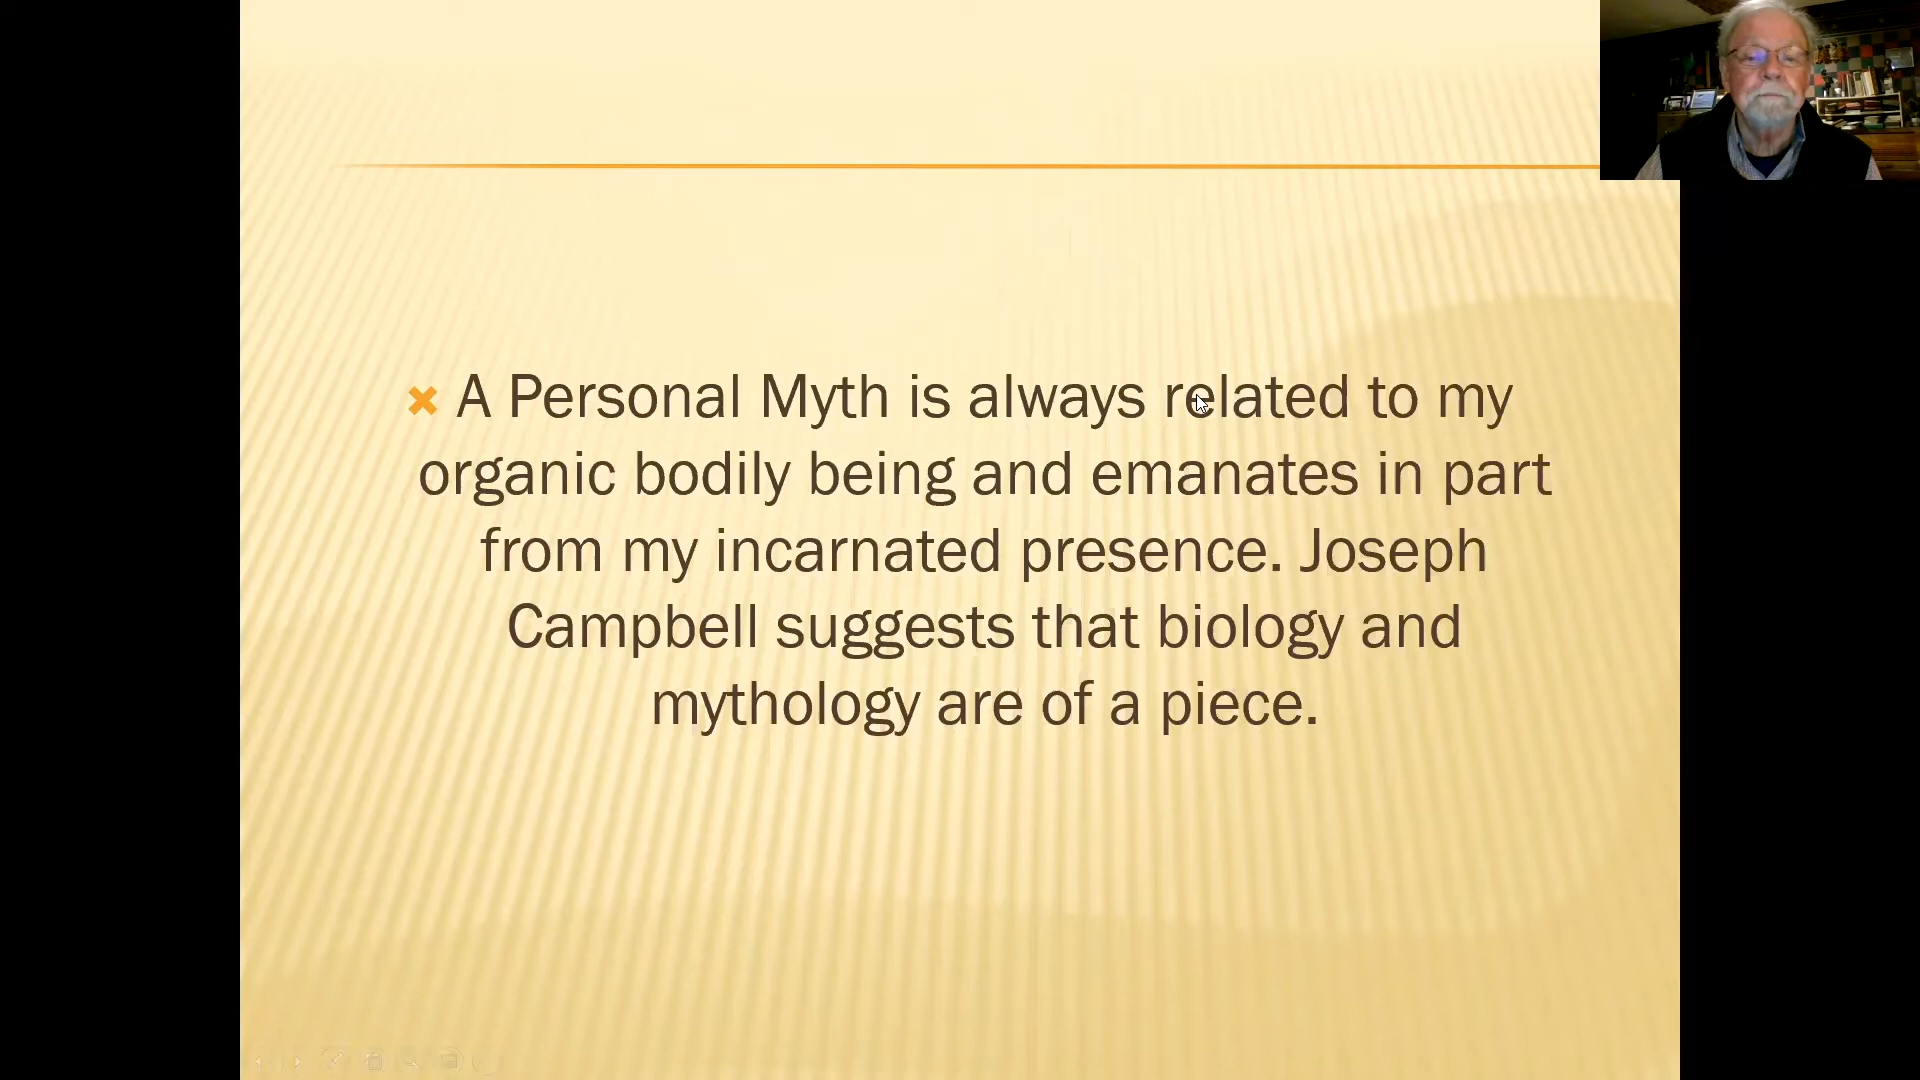 A Personal Myth is always related to my
organic bodily being and emanates in part
from my incarnated presence. Joseph
Campbell suggests that biology and
mythology are of a piece.